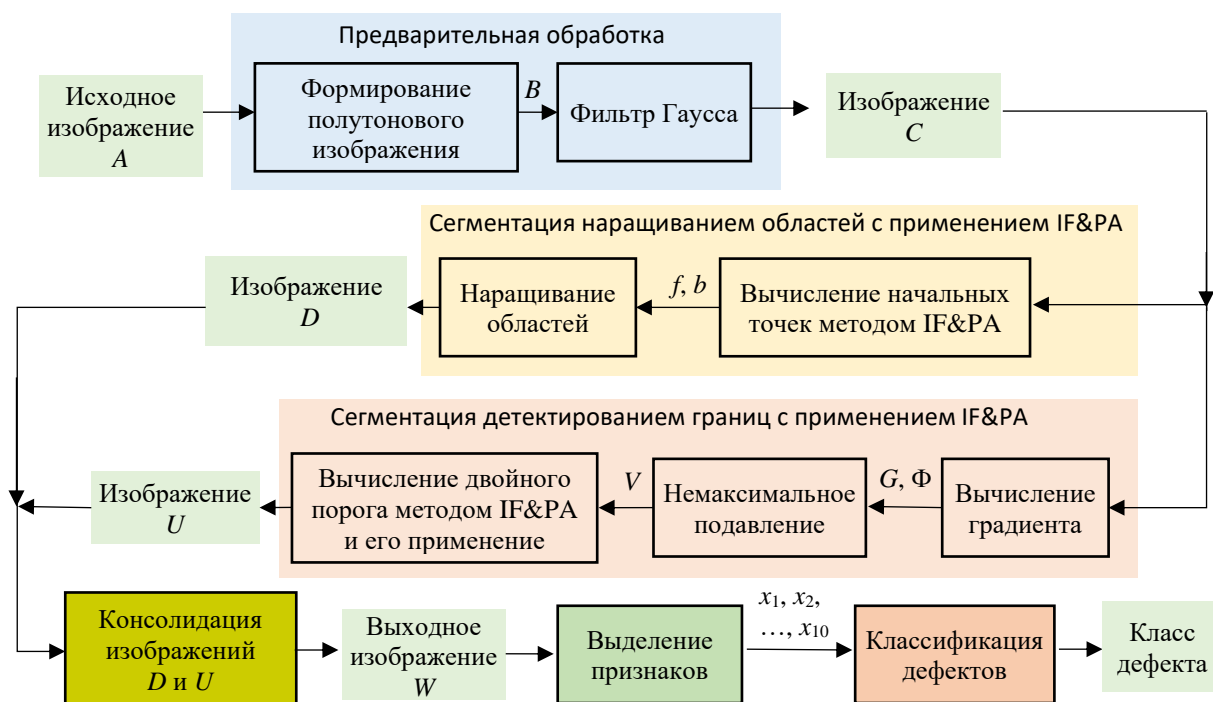 Предварительная обработка
Исходное
изображение
A
Формирование
полутонового
изображения
B
Фильтр Гаусса
Изображение
C
Сегментация наращиванием областей с применением IF&PA
Изображение
D
Наращивание
областей
f, b
Вычисление начальных
точек методом IF&PA
Сегментация детектированием границ с применением IF&PA
Изображение
U
Вычисление двойного
порога методом IF&PA
и его применение
V
Немаксимальное
подавление
G, Φ
Вычисление
градиента
Консолидация
изображений
D и U
Выходное
изображение
W
Выделение
признаков
x1, x2,
…, x10
Классификация
дефектов
Класс
дефекта